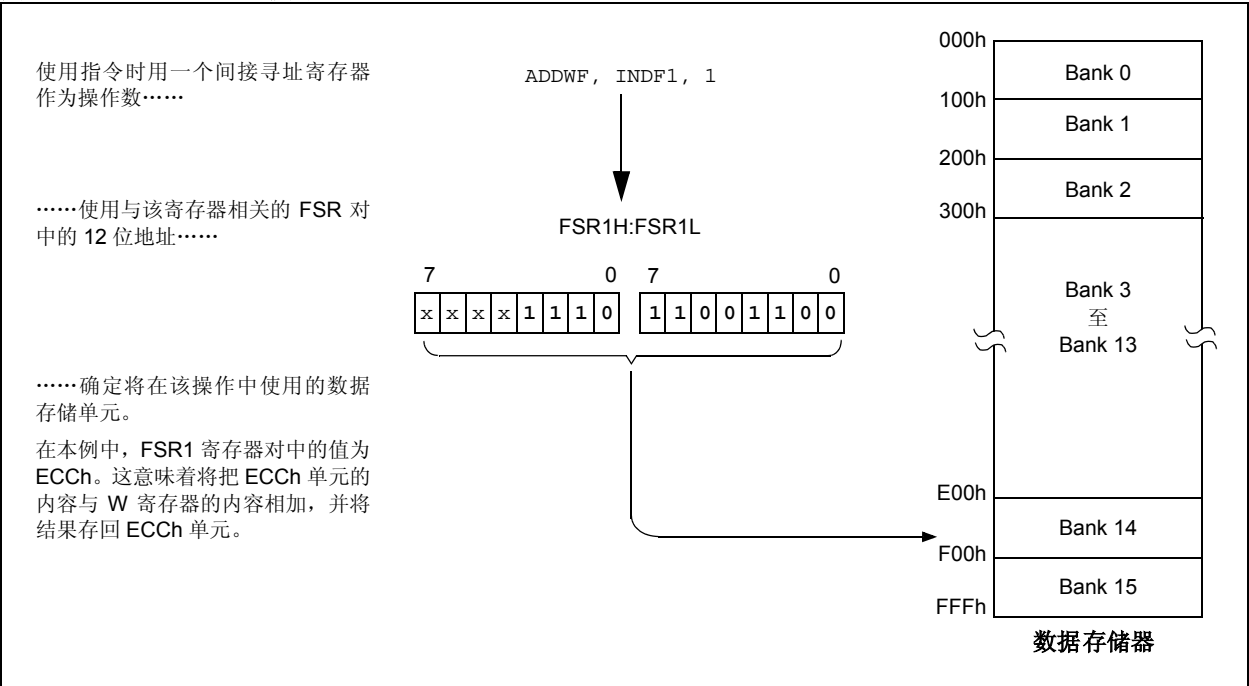 使用指令时用一个间接寻址寄存器
作为操作数……
……使用与该寄存器相关的 FSR 对
中的 12 位地址……
……确定将在该操作中使用的数据
存储单元。
在本例中，FSR1 寄存器对中的值为
ECCh。这意味着将把 ECCh 单元的
内容与 W 寄存器的内容相加，并将
结果存回 ECCh 单元。
ADDWF, INDF1, 1
FSR1H:FSR1L
7 0 7 0
x x x x 1 1 1 0 1 1 0 0 1 1 0 0
000h
Bank 0
100h
Bank 1
200h
Bank 2
300h
Bank 3
至
Bank 13
E00h
Bank 14
F00h
Bank 15
FFFh
数据存储器